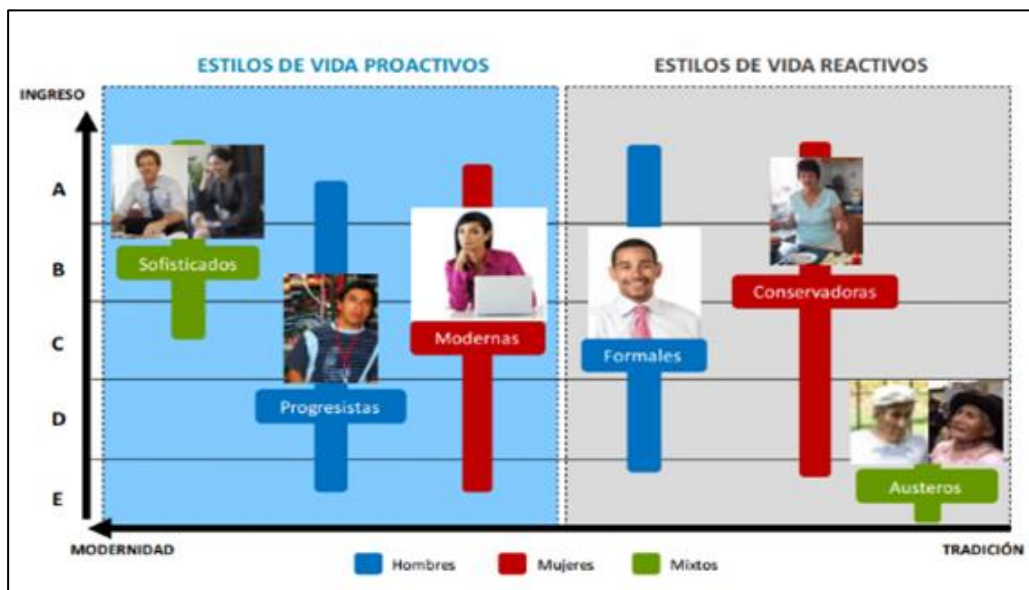 ESTILOS DE VIDA PROACTIVOS
ESTILOS DE VIDA REACTIVOS
INGRESO
A
B
C
D
E
Sofisticados
Progresistas
Modernas
Formales
Conservadoras
Austeros
MODERNIDAD
TRADICIÓN
Hombres
Mujeres
Mixtos